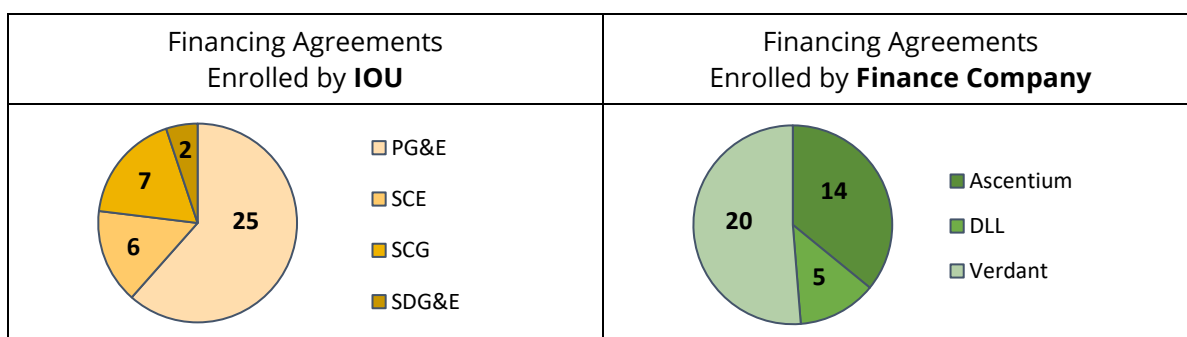 Financing Agreements
Enrolled by IOU
Financing Agreements
Enrolled by Finance Company
2
7
25
6
PG&E
SCE
SCG
SDG&E
14
20
5
Ascentium
DLL
Verdant